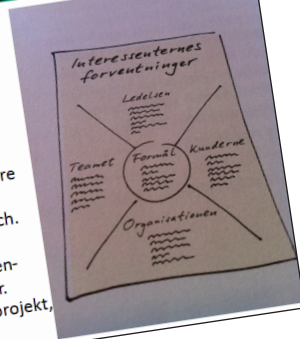 Interessenternes
forventninger
Ledelsen
Teamet
Formål
Kunderne
Organisationen
re
ch.
en-
r.
projekt,